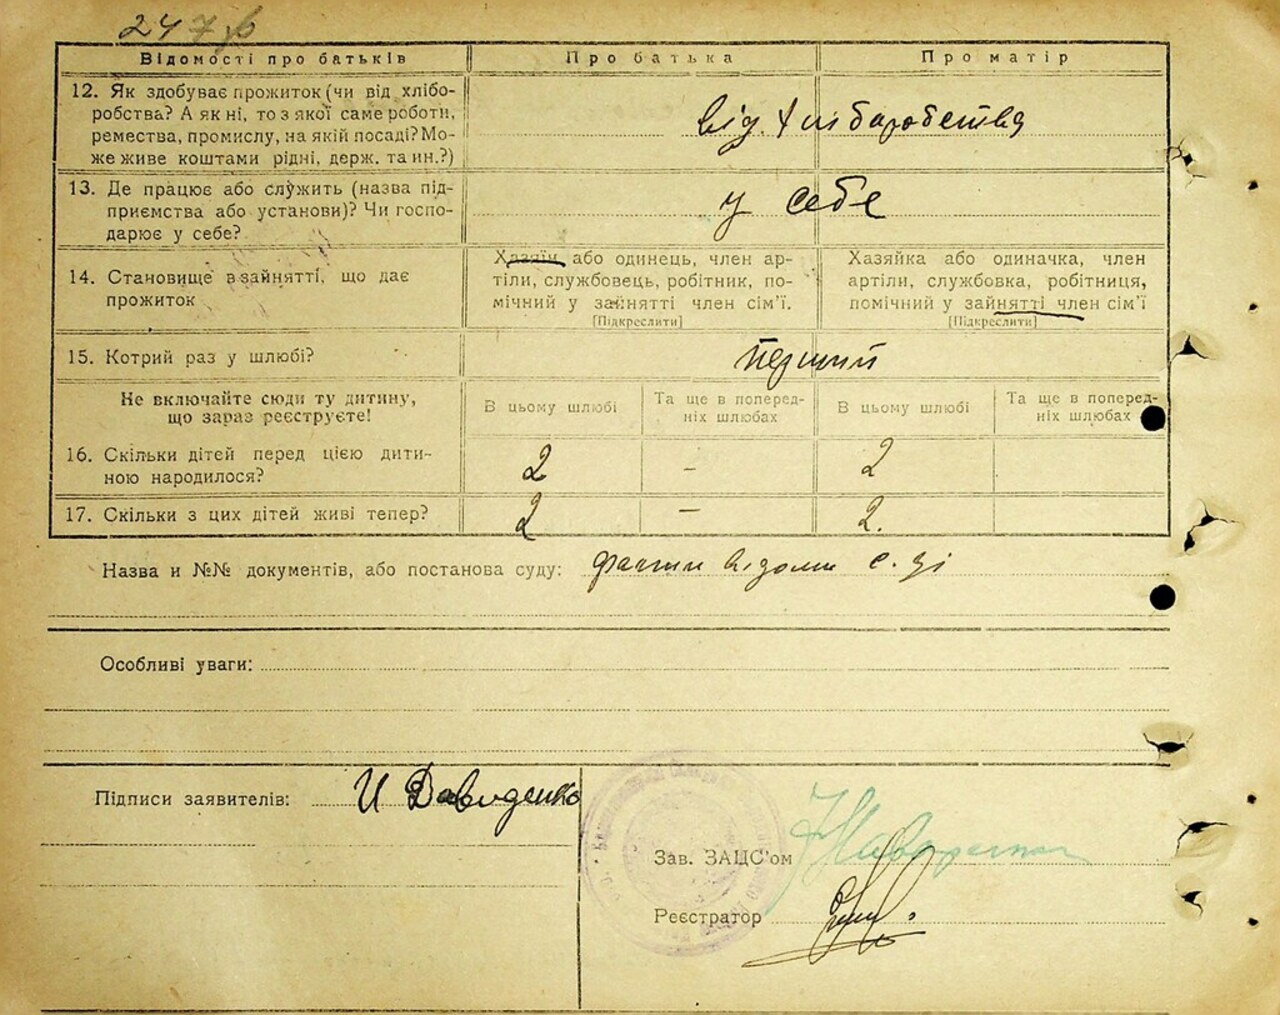 247
Відомості про батьків Про батька Про матір
12. Як здобуває прожиток (чи від хлібо-
робства? А як ні, то з якої саме роботи,
ремества, промислу, на якій посаді? Мо-
же живе коштами рідні, держ. та ин.?)
від. Хлібаробства
13. Де працює або служить (назва під-
приємства або установи)? Чи госпо-
дарює у себе?
у себе
14. Становище в зайнятті, що дає
прожиток
Хазяїн або одинець, член ар-
тіли, службовець, робітник, по-
мічний у зайнятті член сім'ї.
[Підкреслити]
Хазяйка або одиначка, член
артіли, службовка, робітниця,
помічний у зайнятті член сім'ї
[Підкреслити]
15. Котрий раз у шлюбі?
первий
Не включайте сюди ту дитину,
що зараз реєструєте!
В цьому шлюбі
Та ще в поперед-
ніх шлюбах
В цьому шлюбі
Та ще в поперед-
ніх шлюбах
16. Скільки дітей перед цією дити-
ною народилося?
2 – 2
17. Скільки з цих дітей живі тепер? 2 — 2.
Назва и №№ документів, або постанова суду: с.
Особливі уваги:
Підписи заявителів: И Давиденко
Зав. ЗАЦС'ом
Реєстратор